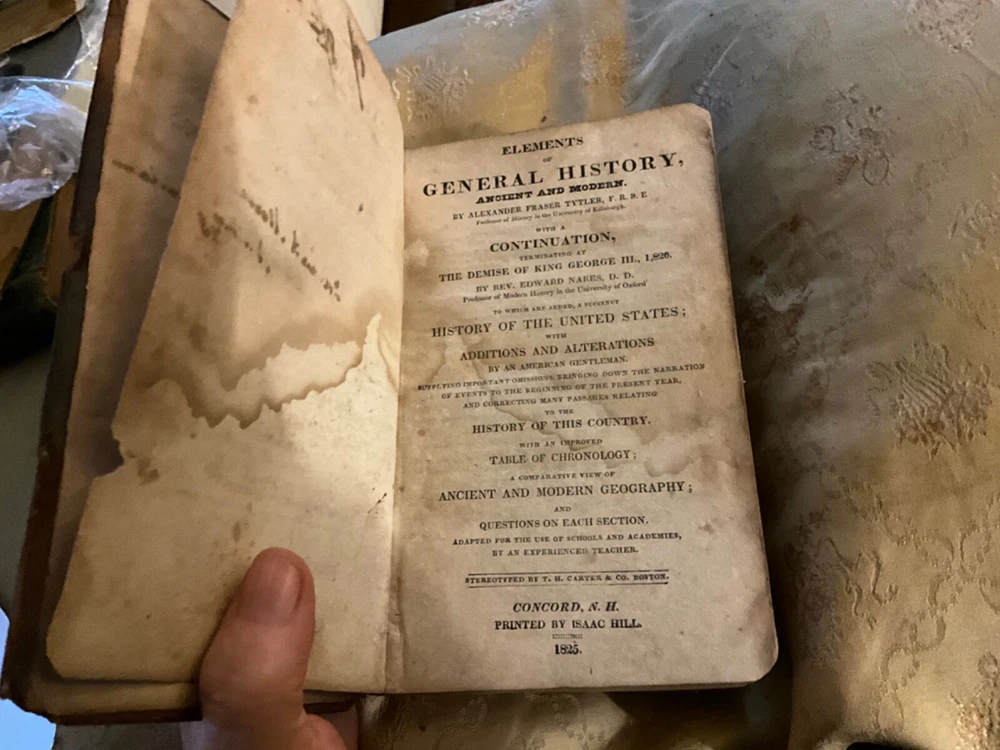 ELEMENTS
OF
GENERAL HISTORY,
ANCIENT AND MODERN.
BY ALEXANDER FRASER TYTLER, F. R. S. E
Professor of History in the University of Edinburgh.
WITH A
CONTINUATION,
TERMINATING AT
THE DEMISE OF KING GEORGE III., 1820.
BY REV. EDWARD NARES, D. D.
Professor of Modern History in the University of Oxford
TO WHICH ARE ADDED, A SUCCINCT
HISTORY OF THE UNITED STATES;
WITH
ADDITIONS AND ALTERATIONS
BY AN AMERICAN GENTLEMAN.
SUPPLYING IMPORTANT OMISSIONS, BRINGING DOWN THE NARRATION
OF EVENTS TO THE BEGINNING OF THE PRESENT YEAR,
AND CORRECTING MANY PASSAGES RELATING
TO THE
HISTORY OF THIS COUNTRY.
WITH AN IMPROVED
TABLE OF CHRONOLOGY;
A COMPARATIVE VIEW OF
ANCIENT AND MODERN GEOGRAPHY;
AND
QUESTIONS ON EACH SECTION.
ADAPTED FOR THE USE OF SCHOOLS AND ACADEMIES,
BY AN EXPERIENCED TEACHER.
STEREOTYPED BY T. H. CARTER & CO. BOSTON.
CONCORD, N. H.
PRINTED BY ISAAC HILL.
1825.